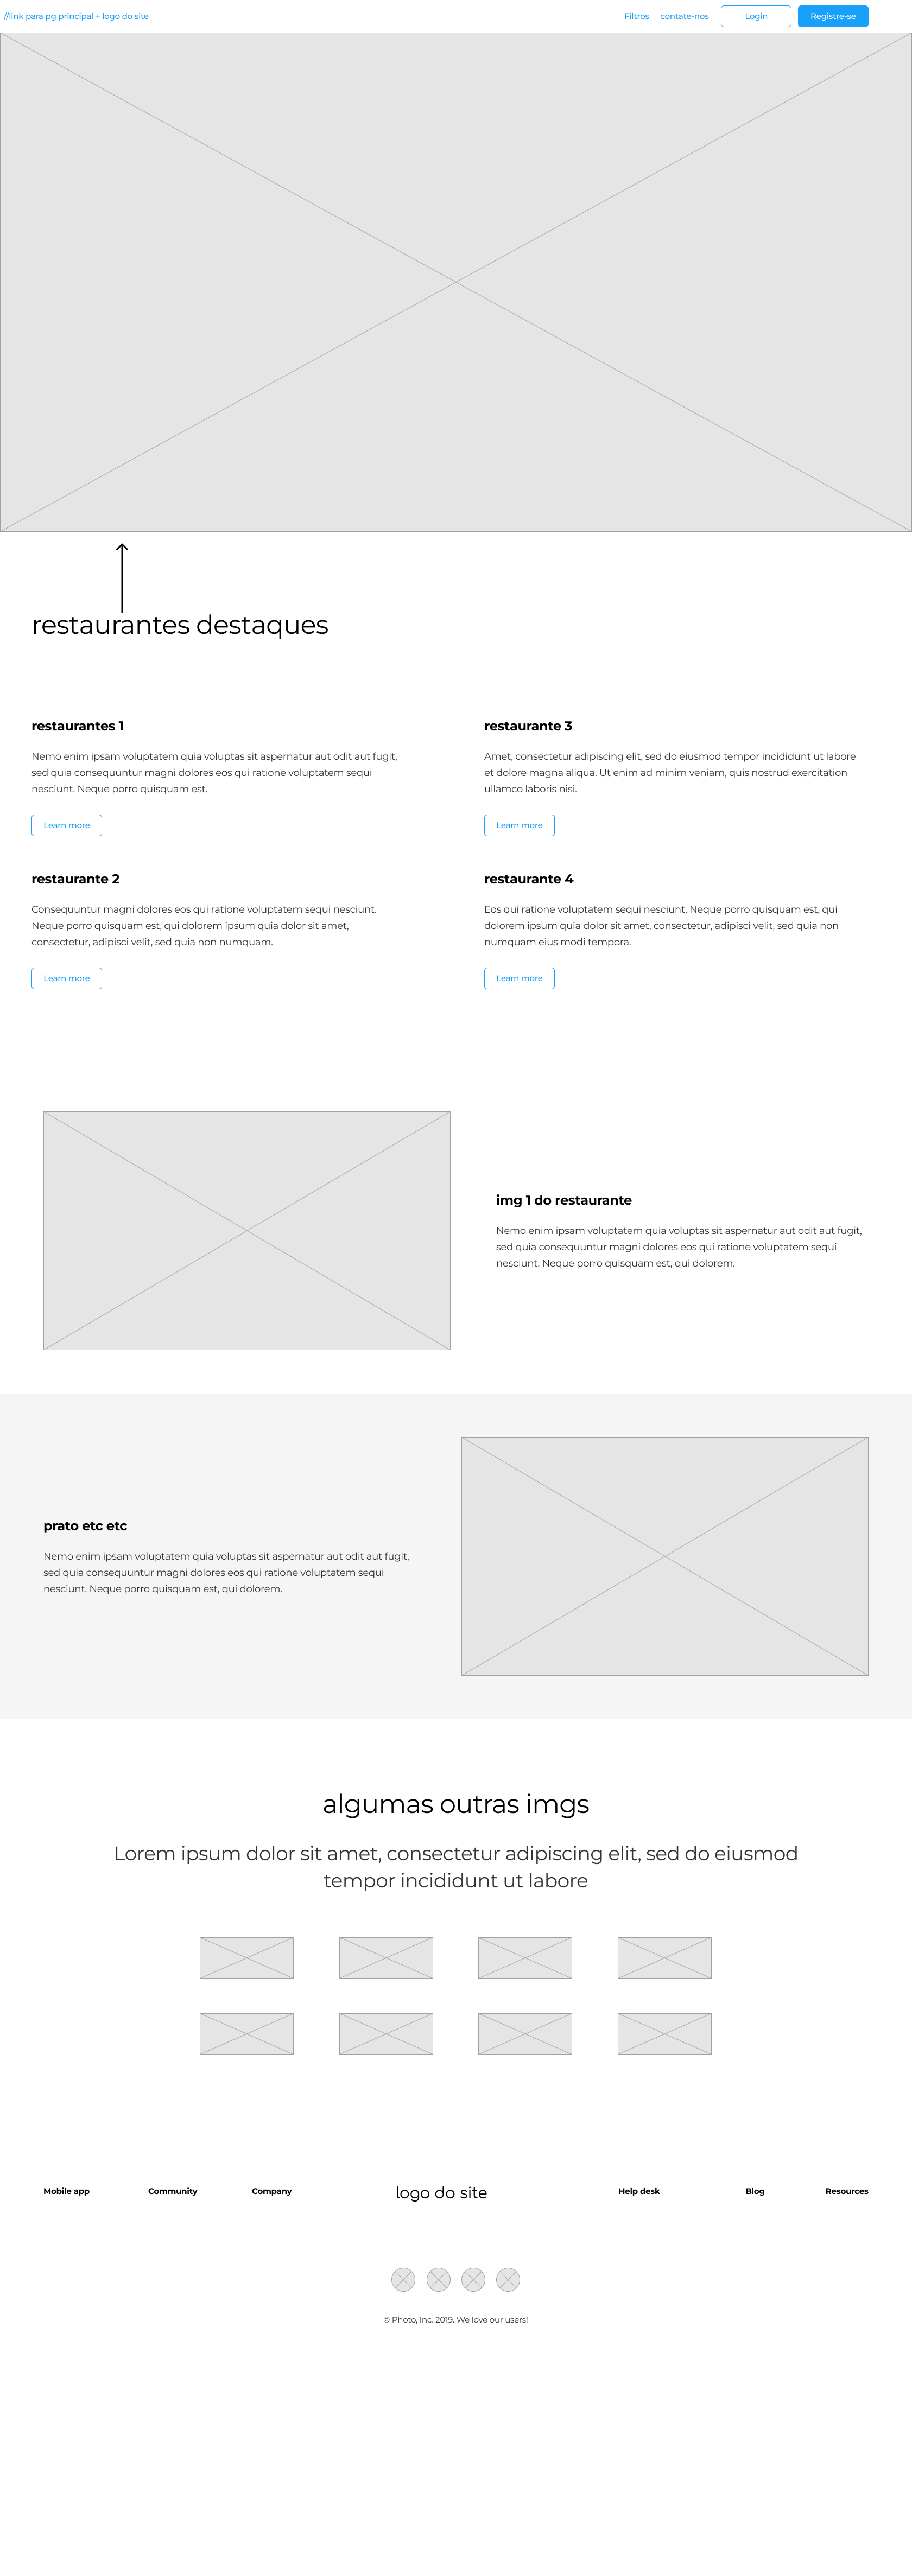 //link para pg principal + logo do site
Filtros
contate-nos
Login
Registre-se
restaurantes destaques
restaurantes 1
Nemo enim ipsam voluptatem quia voluptas sit aspernatur aut odit aut fugit,
sed quia consequuntur magni dolores eos qui ratione voluptatem sequi
nesciunt. Neque porro quisquam est.
Learn more
restaurante 3
Amet, consectetur adipiscing elit, sed do eiusmod tempor incididunt ut labore
et dolore magna aliqua. Ut enim ad minim veniam, quis nostrud exercitation
ullamco laboris nisi.
Learn more
restaurante 2
Consequuntur magni dolores eos qui ratione voluptatem sequi nesciunt.
Neque porro quisquam est, qui dolorem ipsum quia dolor sit amet,
consectetur, adipisci velit, sed quia non numquam.
Learn more
restaurante 4
Eos qui ratione voluptatem sequi nesciunt. Neque porro quisquam est, qui
dolorem ipsum quia dolor sit amet, consectetur, adipisci velit, sed quia non
numquam eius modi tempora.
Learn more
img 1 do restaurante
Nemo enim ipsam voluptatem quia voluptas sit aspernatur aut odit aut fugit,
sed quia consequuntur magni dolores eos qui ratione voluptatem sequi
nesciunt. Neque porro quisquam est, qui dolorem.
prato etc etc
Nemo enim ipsam voluptatem quia voluptas sit aspernatur aut odit aut fugit,
sed quia consequuntur magni dolores eos qui ratione voluptatem sequi
nesciunt. Neque porro quisquam est, qui dolorem.
algumas outras imgs
Lorem ipsum dolor sit amet, consectetur adipiscing elit, sed do eiusmod
tempor incididunt ut labore
Mobile app
Community
Company
logo do site
Help desk
Blog
Resources
© Photo, Inc. 2019. We love our users!